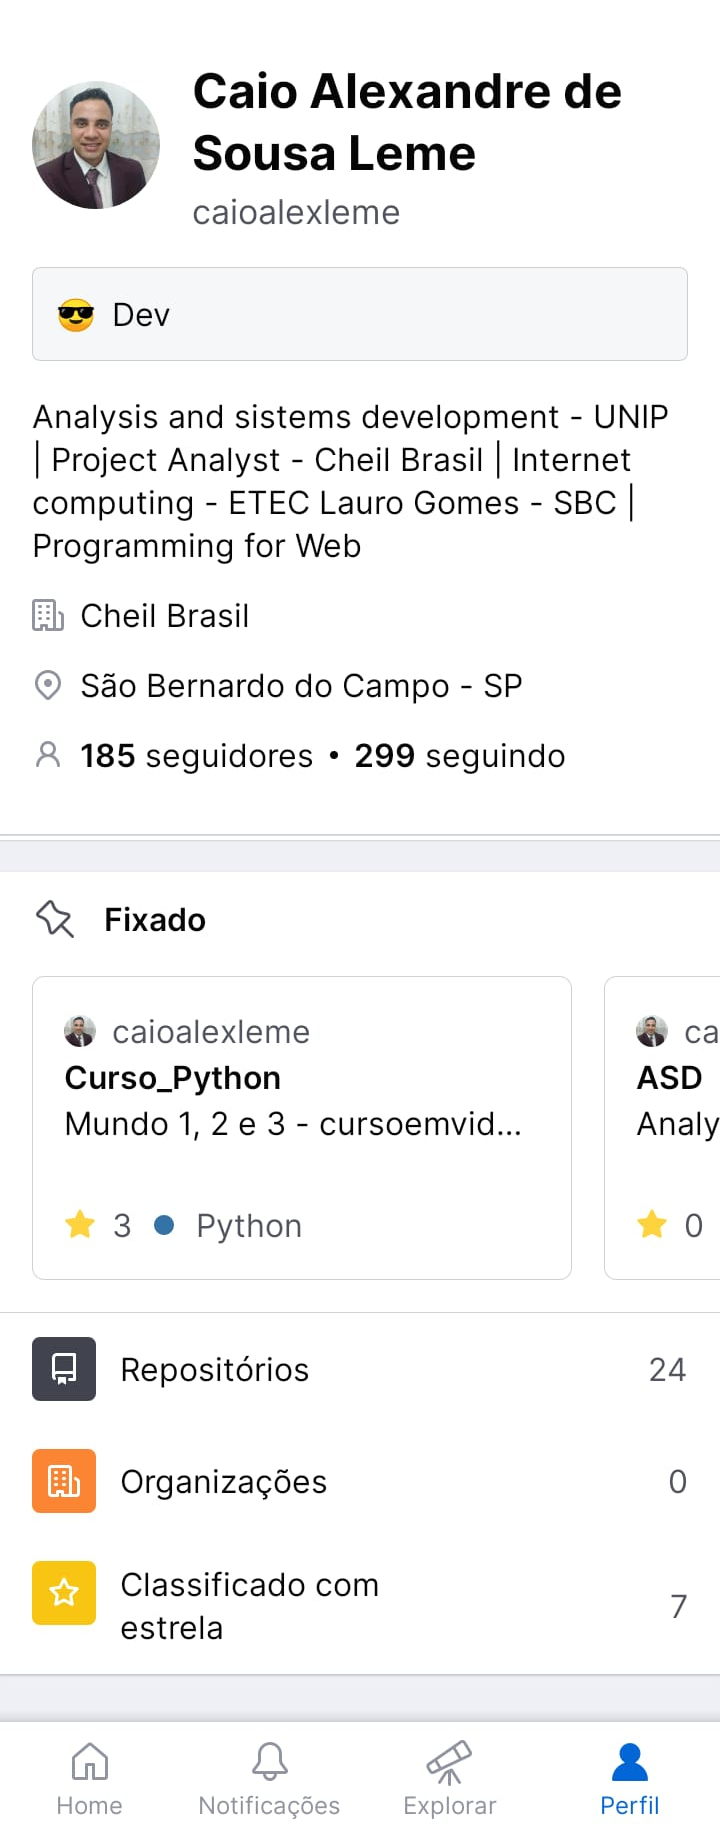 Caio Alexandre de
Sousa Leme
caioalexleme
Dev
Analysis and sistems development - UNIP
| Project Analyst - Cheil Brasil | Internet
computing - ETEC Lauro Gomes - SBC |
Programming for Web
Cheil Brasil
São Bernardo do Campo - SP
185 seguidores • 299 seguindo
Fixado
caioalexleme
Curso_Python
Mundo 1, 2 e 3 - cursoemvid...
3 Python
ca
ASD
Analy
0
Repositórios 24
Organizações 0
Classificado com
estrela 7
Home Notificações Explorar Perfil